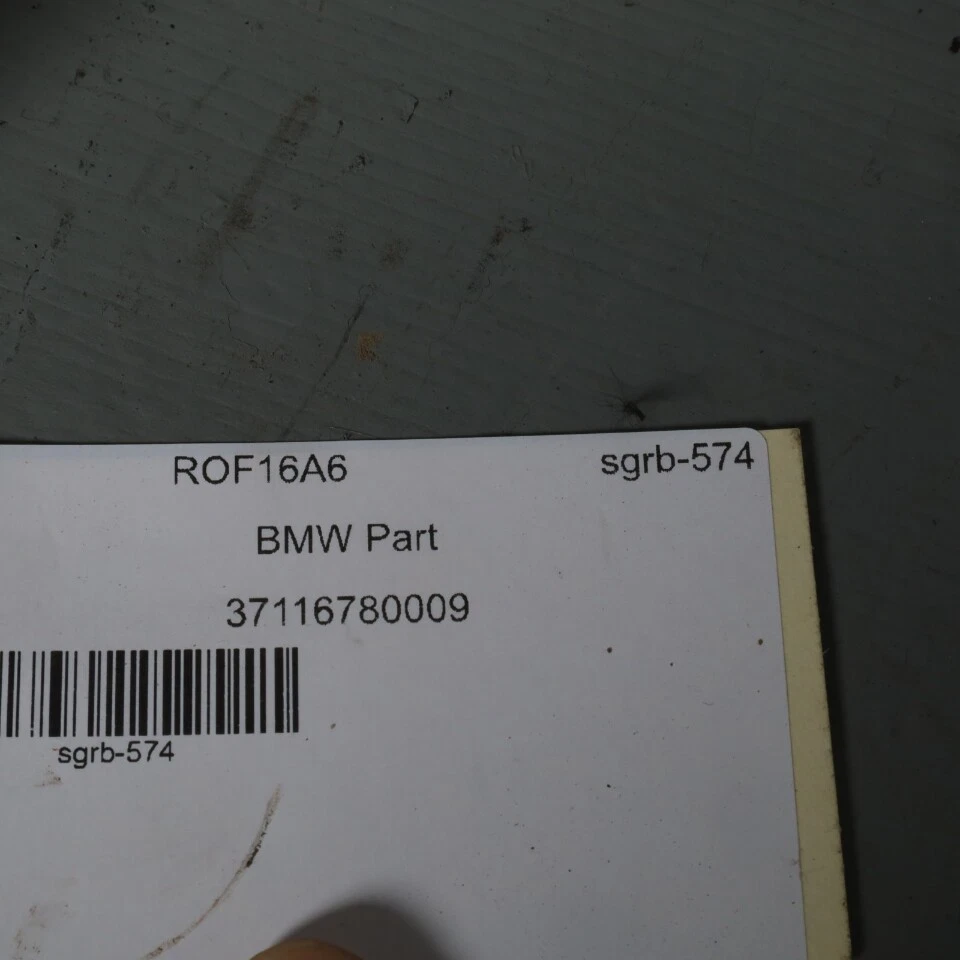 ROF16A6 sgrb-574
BMW Part
37116780009
sgrb-574